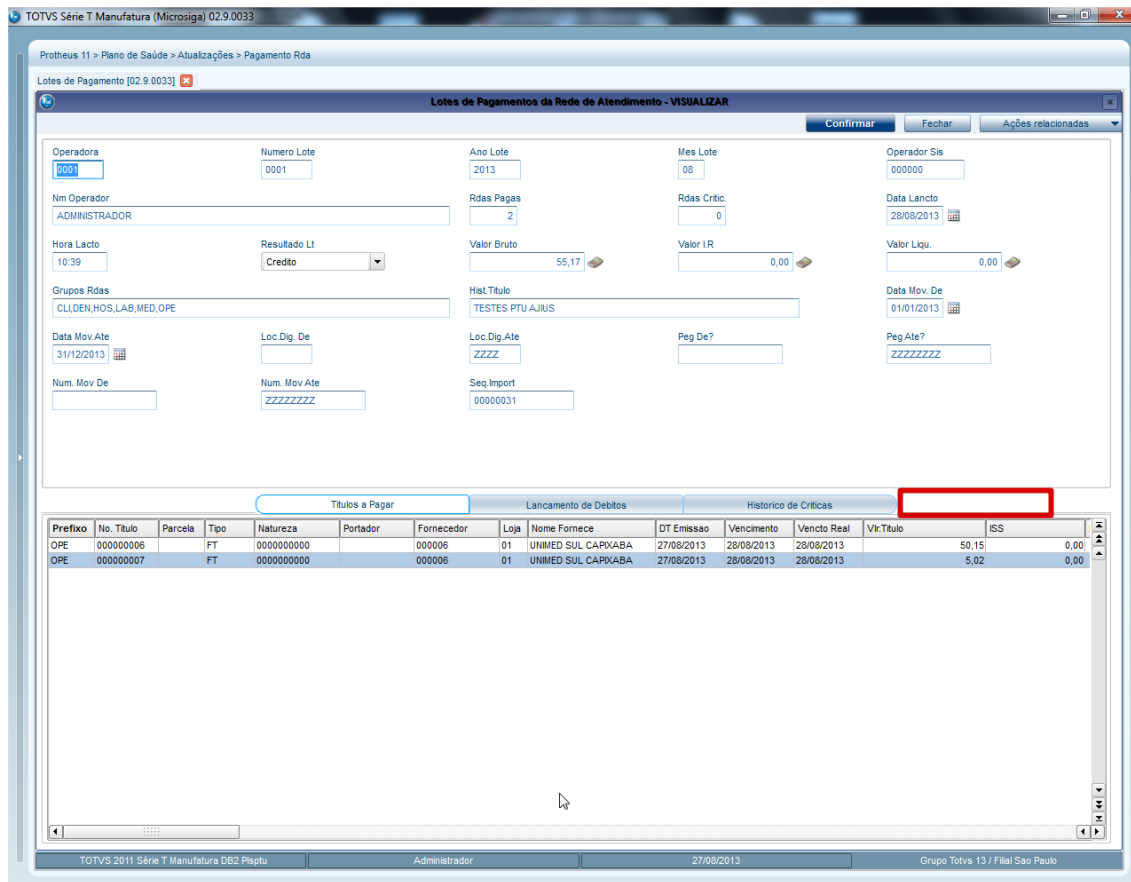 TOTVS Série T Manufatura (Microsiga) 02.9.0033
Protheus 11 > Plano de Saúde > Atualizações > Pagamento Rda
Lotes de Pagamento [02.9.0033]
Lotes de Pagamentos da Rede de Atendimento - VISUALIZAR
Confirmar Fechar Ações relacionadas
Operadora Numero Lote Ano Lote Mes Lote Operador Sis
0001 0001 2013 08 000000
Nm Operador Rdas Pagas Rdas Critic. Data Lancto
ADMINISTRADOR 2 0 28/08/2013
Hora Lacto Resultado Lt Valor Bruto Valor I.R Valor Liqu.
10:39 Credito 55,17 0,00 0,00
Grupos Rdas Hist.Titulo Data Mov. De
CLI,DEN,HOS,LAB,MED,OPE TESTES PTU AJIUS 01/01/2013
Data Mov.Ate Loc.Dig. De Loc.Dig.Ate Peg De? Peg Ate?
31/12/2013 ZZZZ ZZZZZZZZ
Num. Mov De Num. Mov Ate Seq.Import
ZZZZZZZZ 00000031
Titulos a Pagar Lancamento de Debitos Historico de Criticas
Prefixo No. Titulo Parcela Tipo Natureza Portador Fornecedor Loja Nome Fornece DT Emissao Vencimento Vencto Real Vlr.Titulo ISS
OPE 000000006 FT 0000000000 000006 01 UNIMED SUL CAPIXABA 27/08/2013 28/08/2013 28/08/2013 50,15 0,00
OPE 000000007 FT 0000000000 000006 01 UNIMED SUL CAPIXABA 27/08/2013 28/08/2013 28/08/2013 5,02 0,00
TOTVS 2011 Série T Manufatura DB2 Plsptu Administrador 27/08/2013 Grupo Totvs 13 / Filial Sao Paulo